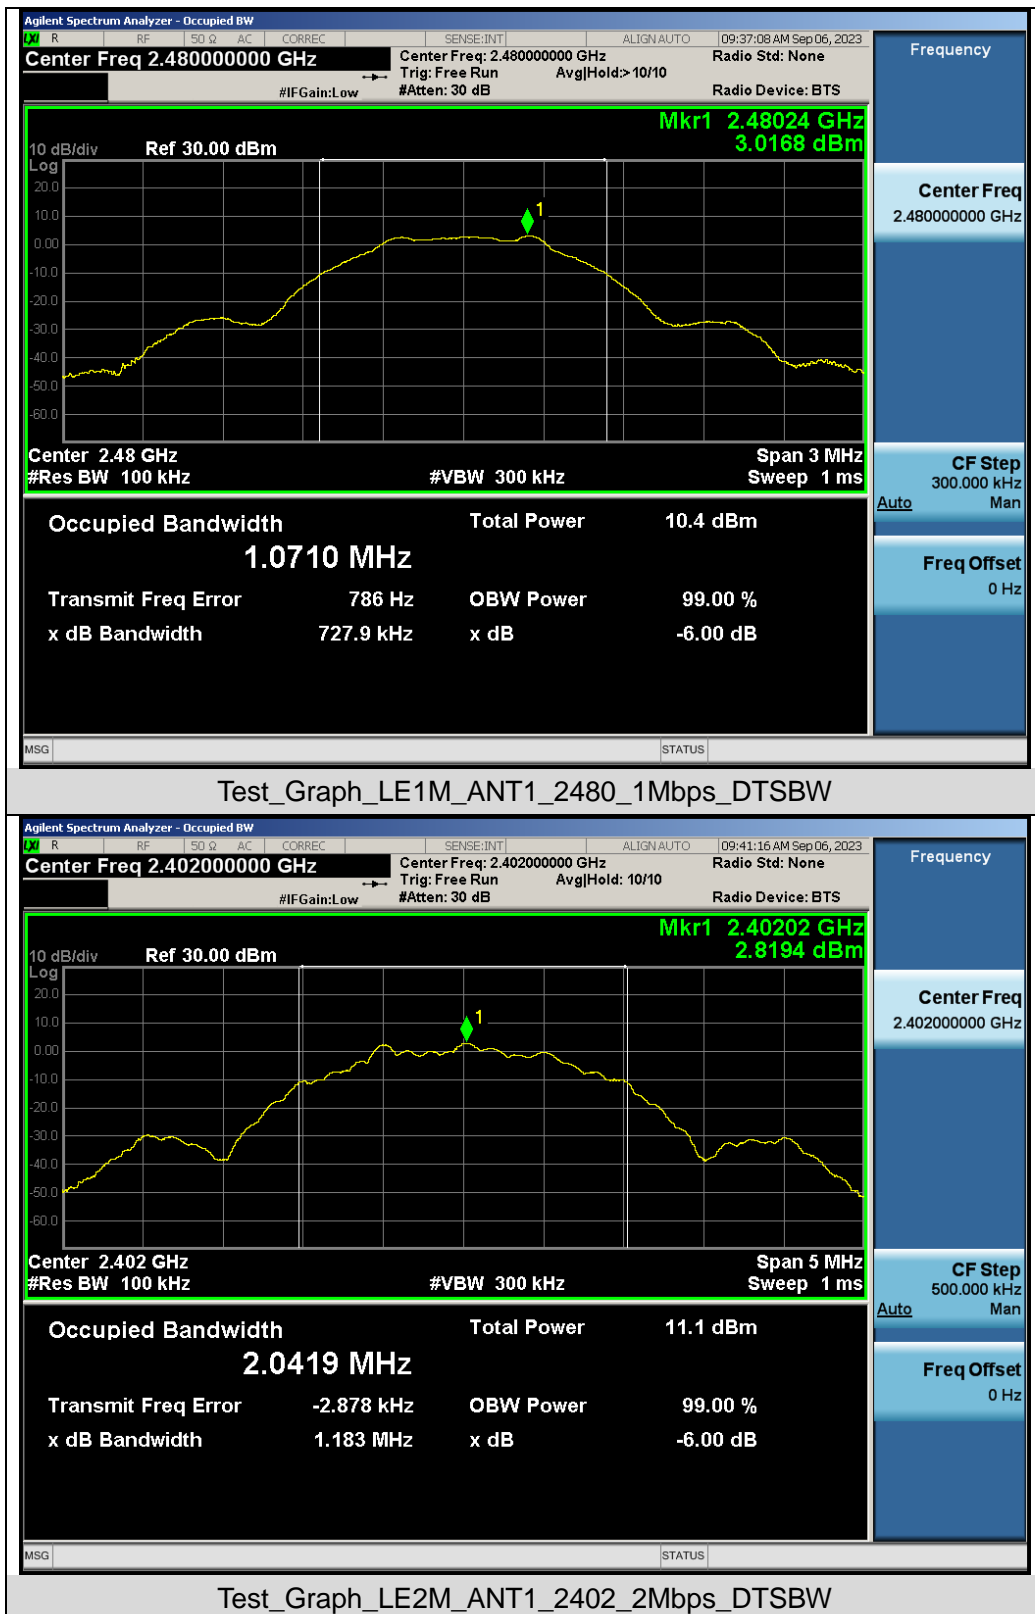 Agilent Spectrum Analyzer - Occupied BW
LXI R RF 50 Ω AC CORREC SENSE:INT ALIGN AUTO 09:37:08 AM Sep 06, 2023
Center Freq 2.480000000 GHz
Center Freq: 2.480000000 GHz Radio Std: None
Trig: Free Run Avg|Hold:> 10/10
#IFGain:Low #Atten: 30 dB Radio Device: BTS
Frequency
Mkr1 2.48024 GHz
3.0168 dBm
10 dB/div Ref 30.00 dBm
Log
20.0
10.0
0.00
-10.0
-20.0
-30.0
-40.0
-50.0
-60.0
1
Center 2.48 GHz Span 3 MHz
#Res BW 100 kHz #VBW 300 kHz Sweep 1 ms
Center Freq
2.480000000 GHz
CF Step
300.000 kHz
Auto Man
Freq Offset
0 Hz
Occupied Bandwidth Total Power 10.4 dBm
1.0710 MHz
Transmit Freq Error 786 Hz OBW Power 99.00 %
x dB Bandwidth 727.9 kHz x dB -6.00 dB
MSG STATUS
Test_Graph_LE1M_ANT1_2480_1Mbps_DTSBW
Agilent Spectrum Analyzer - Occupied BW
LXI R RF 50 Ω AC CORREC SENSE:INT ALIGN AUTO 09:41:16 AM Sep 06, 2023
Center Freq 2.402000000 GHz
Center Freq: 2.402000000 GHz Radio Std: None
Trig: Free Run Avg|Hold: 10/10
#IFGain:Low #Atten: 30 dB Radio Device: BTS
Frequency
Mkr1 2.40202 GHz
2.8194 dBm
10 dB/div Ref 30.00 dBm
Log
20.0
10.0
0.00
-10.0
-20.0
-30.0
-40.0
-50.0
-60.0
1
Center 2.402 GHz Span 5 MHz
#Res BW 100 kHz #VBW 300 kHz Sweep 1 ms
Center Freq
2.402000000 GHz
CF Step
500.000 kHz
Auto Man
Freq Offset
0 Hz
Occupied Bandwidth Total Power 11.1 dBm
2.0419 MHz
Transmit Freq Error -2.878 kHz OBW Power 99.00 %
x dB Bandwidth 1.183 MHz x dB -6.00 dB
MSG STATUS
Test_Graph_LE2M_ANT1_2402_2Mbps_DTSBW